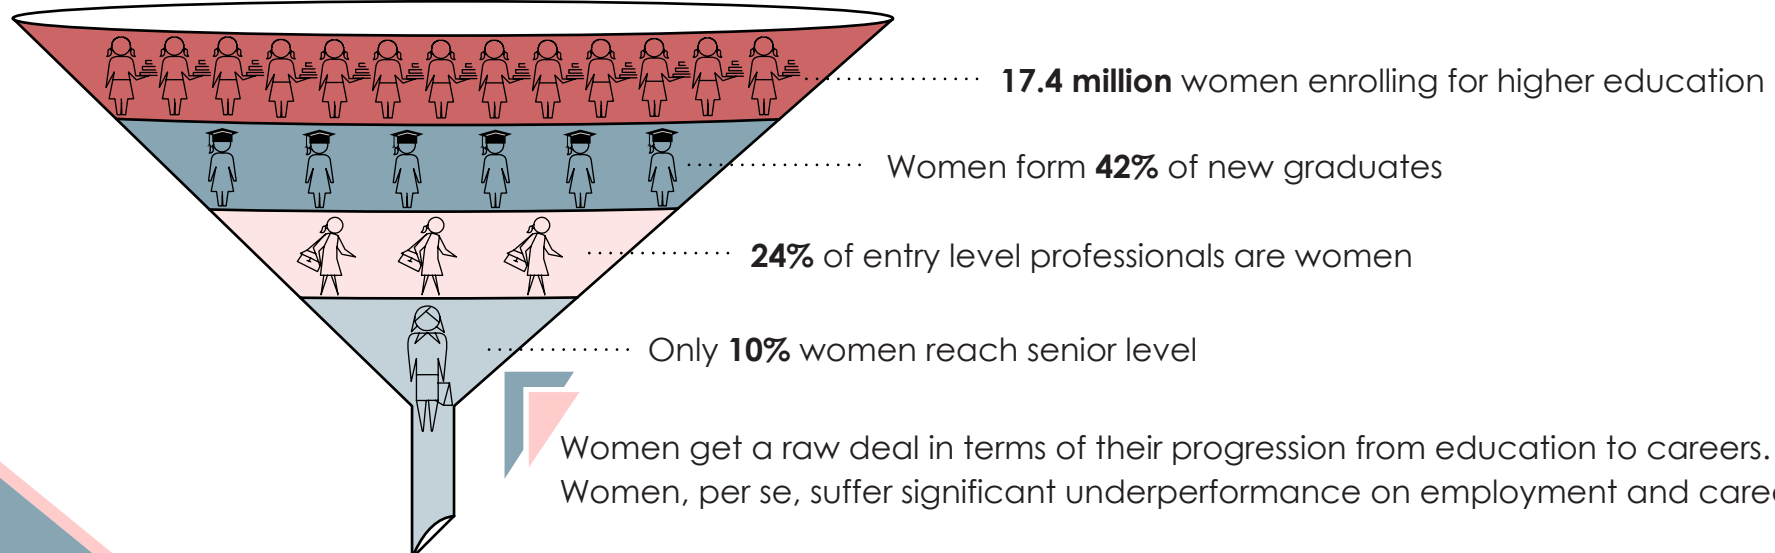 17.4 million women enrolling for higher education
Women form 42% of new graduates
24% of entry level professionals are women
Only 10% women reach senior level
Women get a raw deal in terms of their progression from education to careers.
Women, per se, suffer significant underperformance on employment and